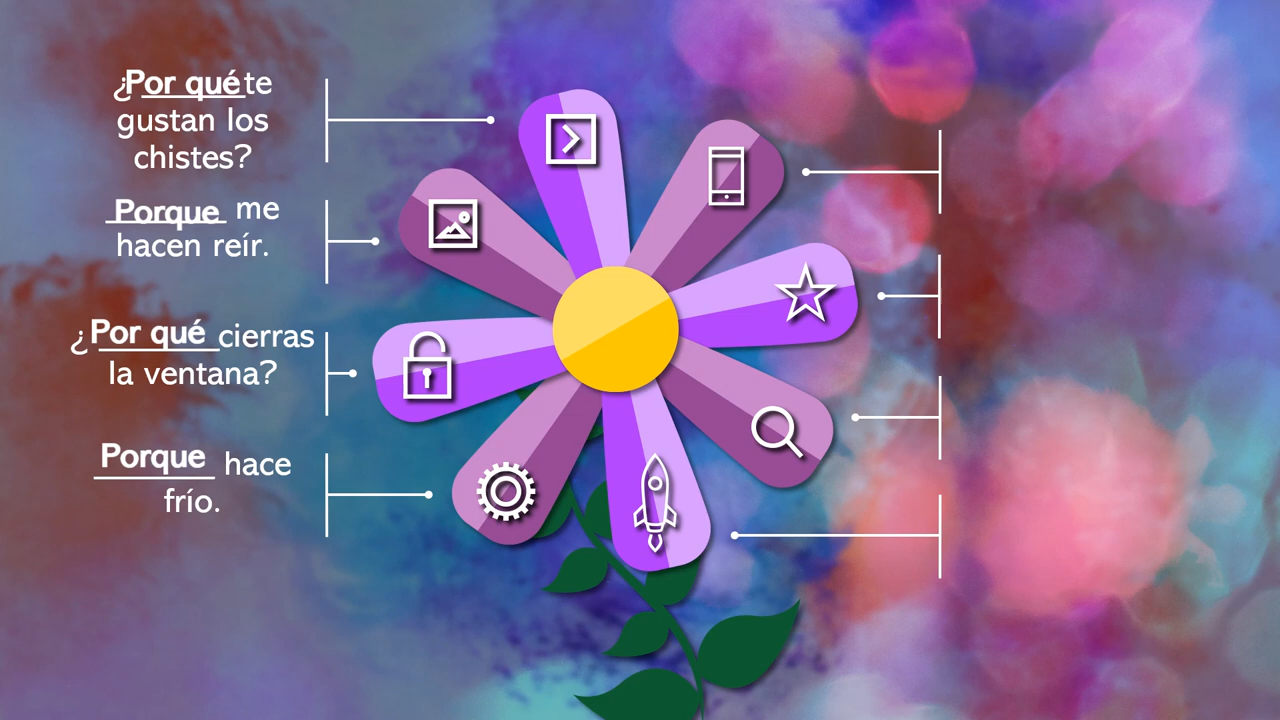 ¿Por qué te
gustan los
chistes?
Porque me
hacen reír.
¿Por qué cierras
la ventana?
Porque hace
frío.